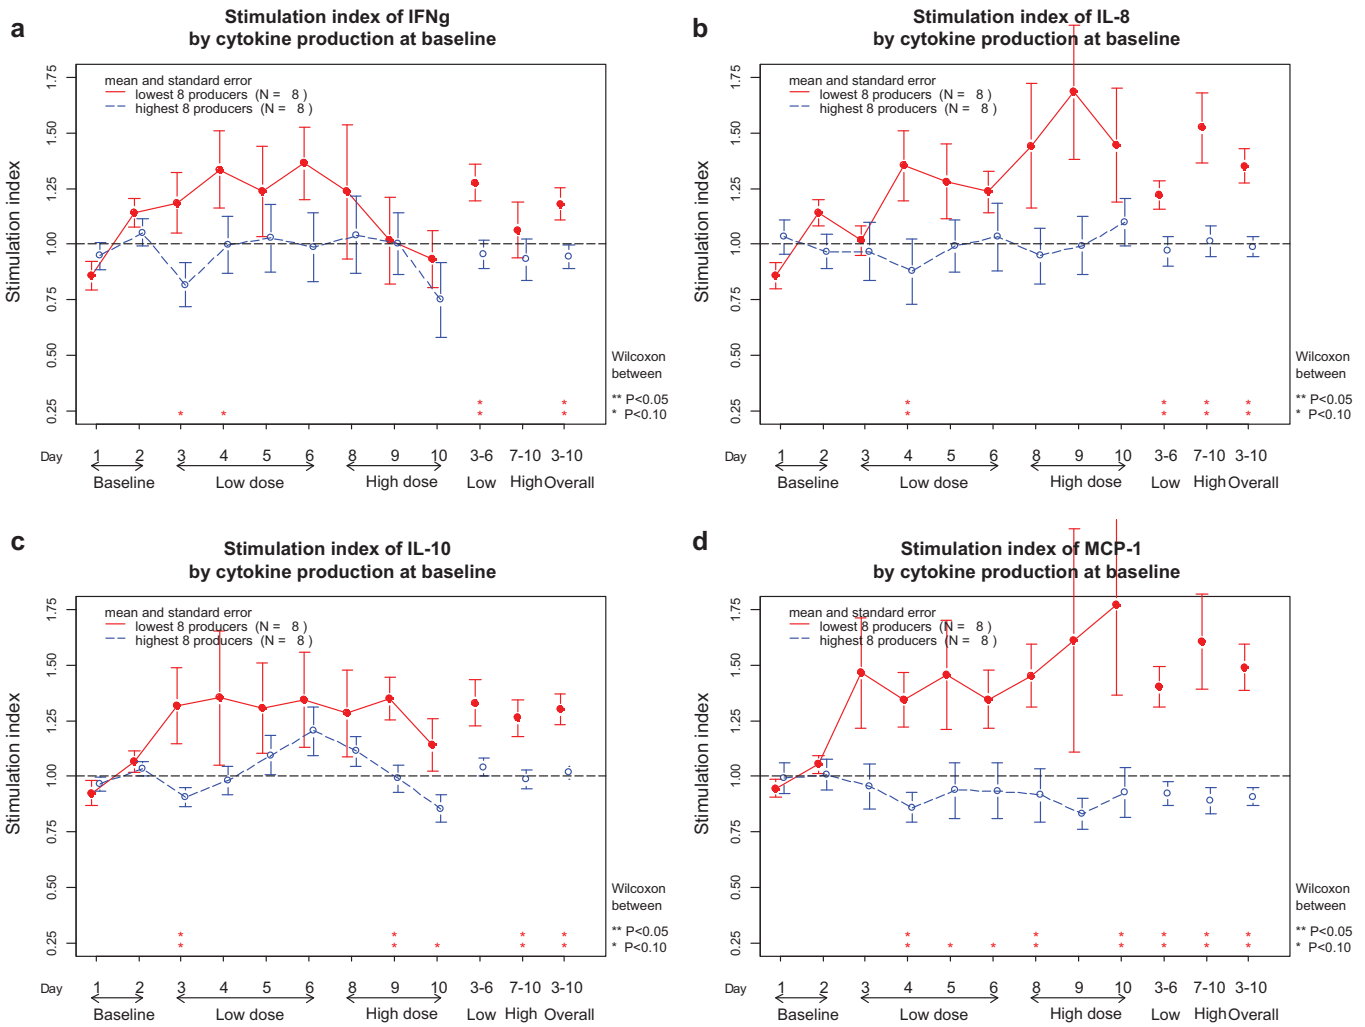 a
Stimulation index of IFNg
by cytokine production at baseline
mean and standard error
lowest 8 producers (N = 8 )
highest 8 producers (N = 8 )
Stimulation index
1.75
1.50
1.25
1.00
0.75
0.50
0.25
Wilcoxon
between
** P<0.05
* P<0.10
* * * * * *
Day 1 2 3 4 5 6 8 9 10 3-6 7-10 3-10
Baseline Low dose High dose Low High Overall
b
Stimulation index of IL-8
by cytokine production at baseline
mean and standard error
lowest 8 producers (N = 8 )
highest 8 producers (N = 8 )
Stimulation index
1.75
1.50
1.25
1.00
0.75
0.50
0.25
Wilcoxon
between
** P<0.05
* P<0.10
* * * * * * * *
Day 1 2 3 4 5 6 8 9 10 3-6 7-10 3-10
Baseline Low dose High dose Low High Overall
c
Stimulation index of IL-10
by cytokine production at baseline
mean and standard error
lowest 8 producers (N = 8 )
highest 8 producers (N = 8 )
Stimulation index
1.75
1.50
1.25
1.00
0.75
0.50
0.25
Wilcoxon
between
** P<0.05
* P<0.10
* * * * * * * * *
Day 1 2 3 4 5 6 8 9 10 3-6 7-10 3-10
Baseline Low dose High dose Low High Overall
d
Stimulation index of MCP-1
by cytokine production at baseline
mean and standard error
lowest 8 producers (N = 8 )
highest 8 producers (N = 8 )
Stimulation index
1.75
1.50
1.25
1.00
0.75
0.50
0.25
Wilcoxon
between
** P<0.05
* P<0.10
* * * * * * * * * * * * * *
Day 1 2 3 4 5 6 8 9 10 3-6 7-10 3-10
Baseline Low dose High dose Low High Overall